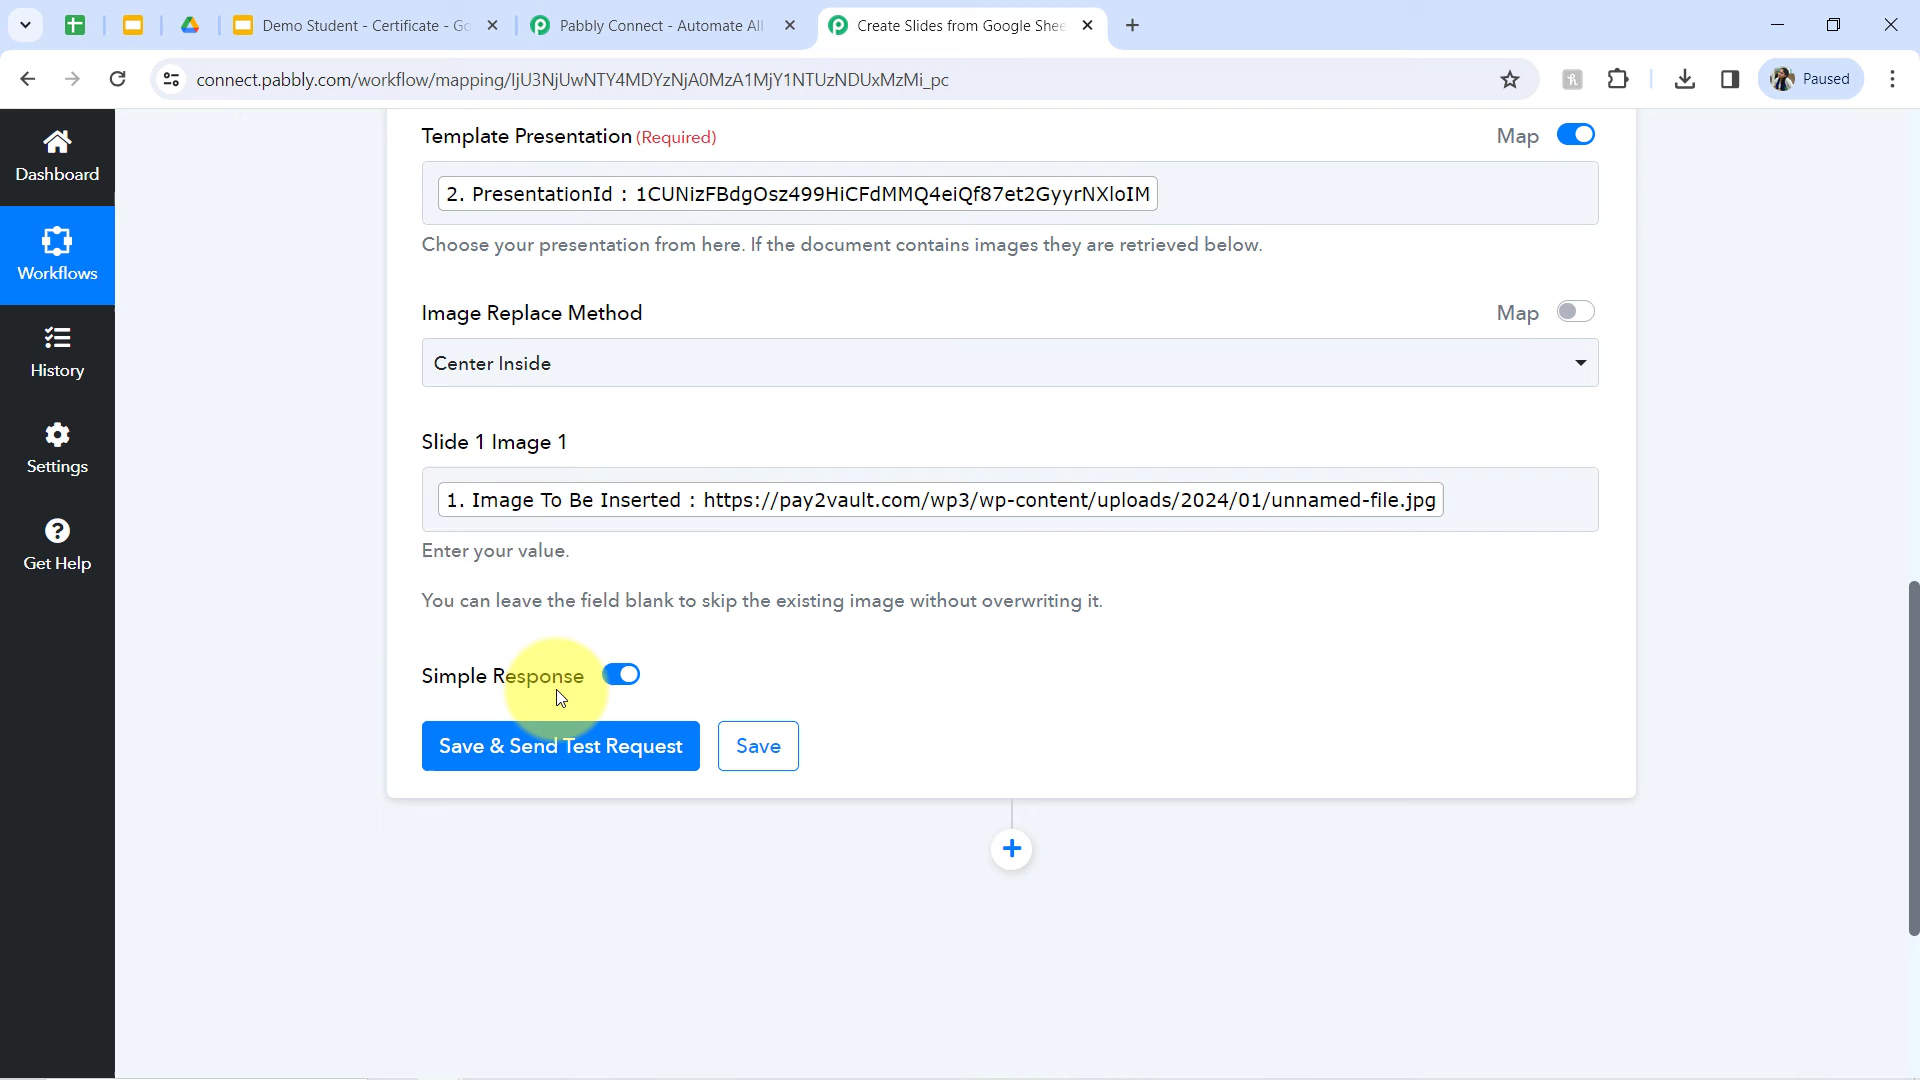 Demo Student - Certificate - Go
Pabbly Connect - Automate All
Create Slides from Google Shee
connect.pabbly.com/workflow/mapping/IjU3NjUwNTY4MDYzNjA0MzA1MjY1NTUzNDUxMzMi_pc
Paused
Dashboard
Workflows
History
Settings
Get Help
Template Presentation (Required)
Map
2. PresentationId : 1CUNizFBdgOsz499HiCFdMMQ4eiQf87et2GyyrNXloIM
Choose your presentation from here. If the document contains images they are retrieved below.
Image Replace Method
Map
Center Inside
Slide 1 Image 1
1. Image To Be Inserted : https://pay2vault.com/wp3/wp-content/uploads/2024/01/unnamed-file.jpg
Enter your value.
You can leave the field blank to skip the existing image without overwriting it.
Simple Response
Save & Send Test Request
Save